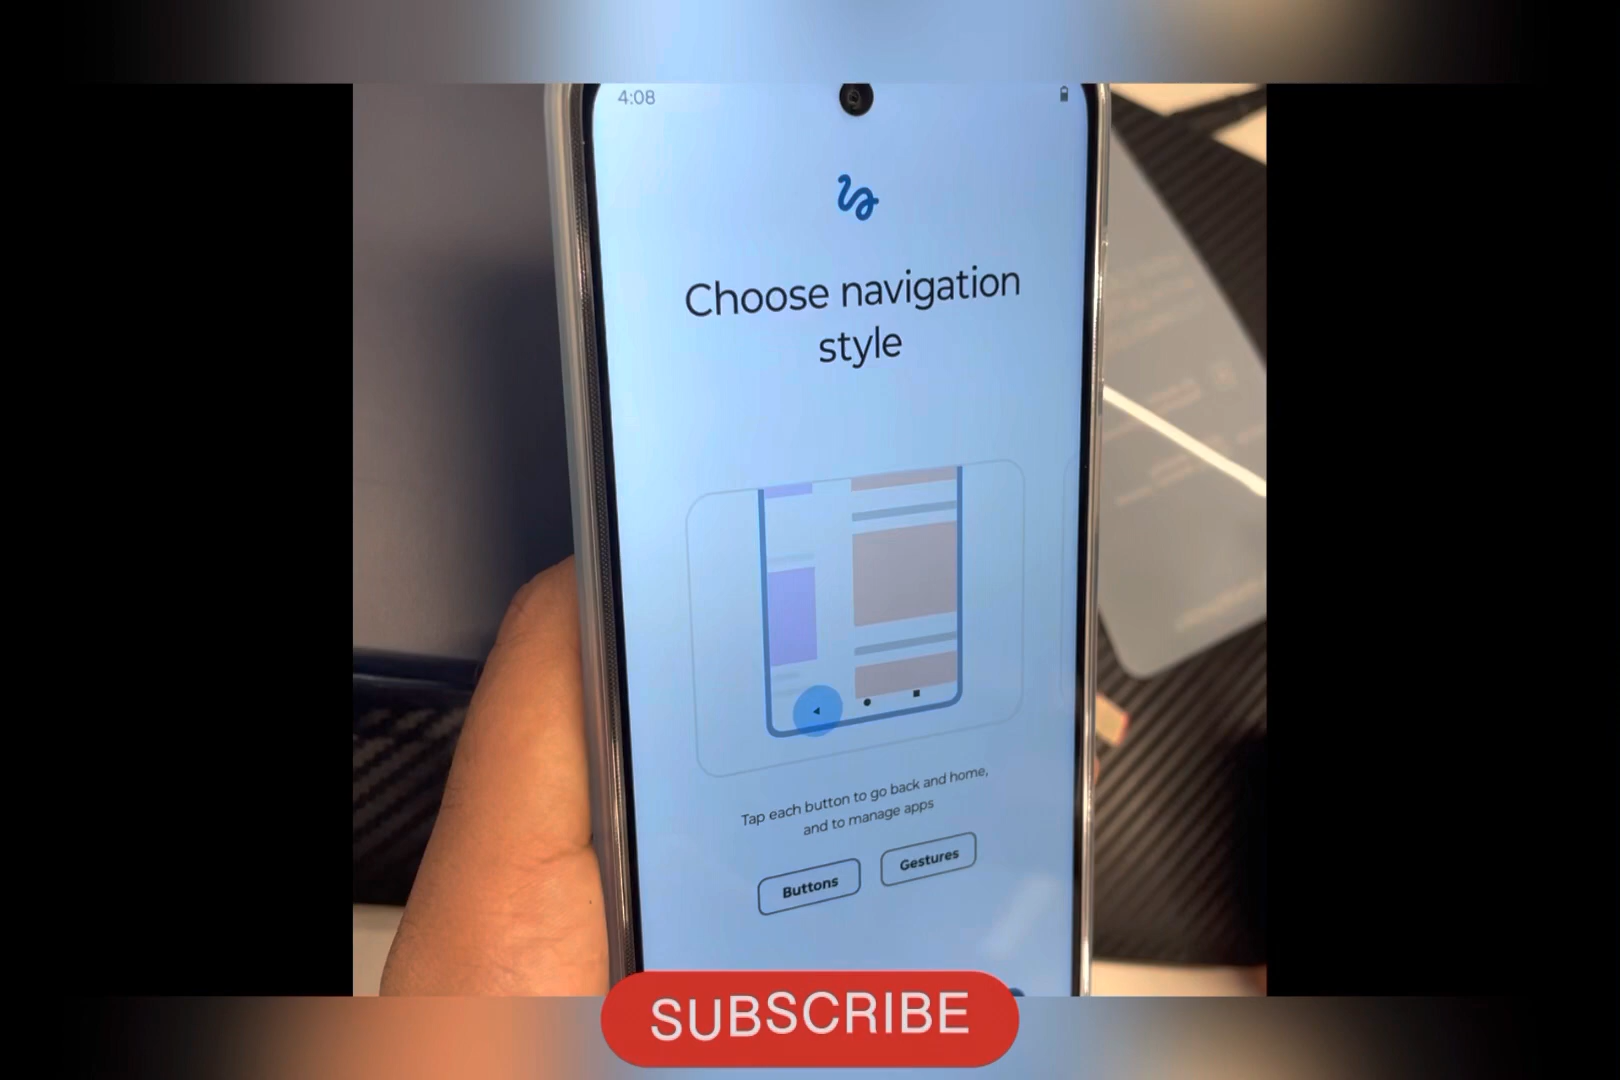 4:08
Choose navigation
style
Tap each button to go back and home,
and to manage apps
Buttons
Gestures
SUBSCRIBE